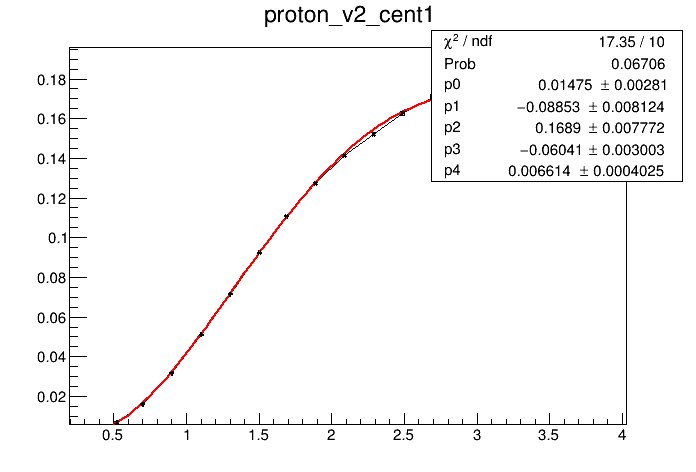 proton_v2_cent1
χ² / ndf 17.35 / 10
Prob 0.06706
p0 0.01475 ± 0.00281
p1 −0.08853 ± 0.008124
p2 0.1689 ± 0.007772
p3 −0.06041 ± 0.003003
p4 0.006614 ± 0.0004025
0.18
0.16
0.14
0.12
0.1
0.08
0.06
0.04
0.02
0.5 1 1.5 2 2.5 3 3.5 4